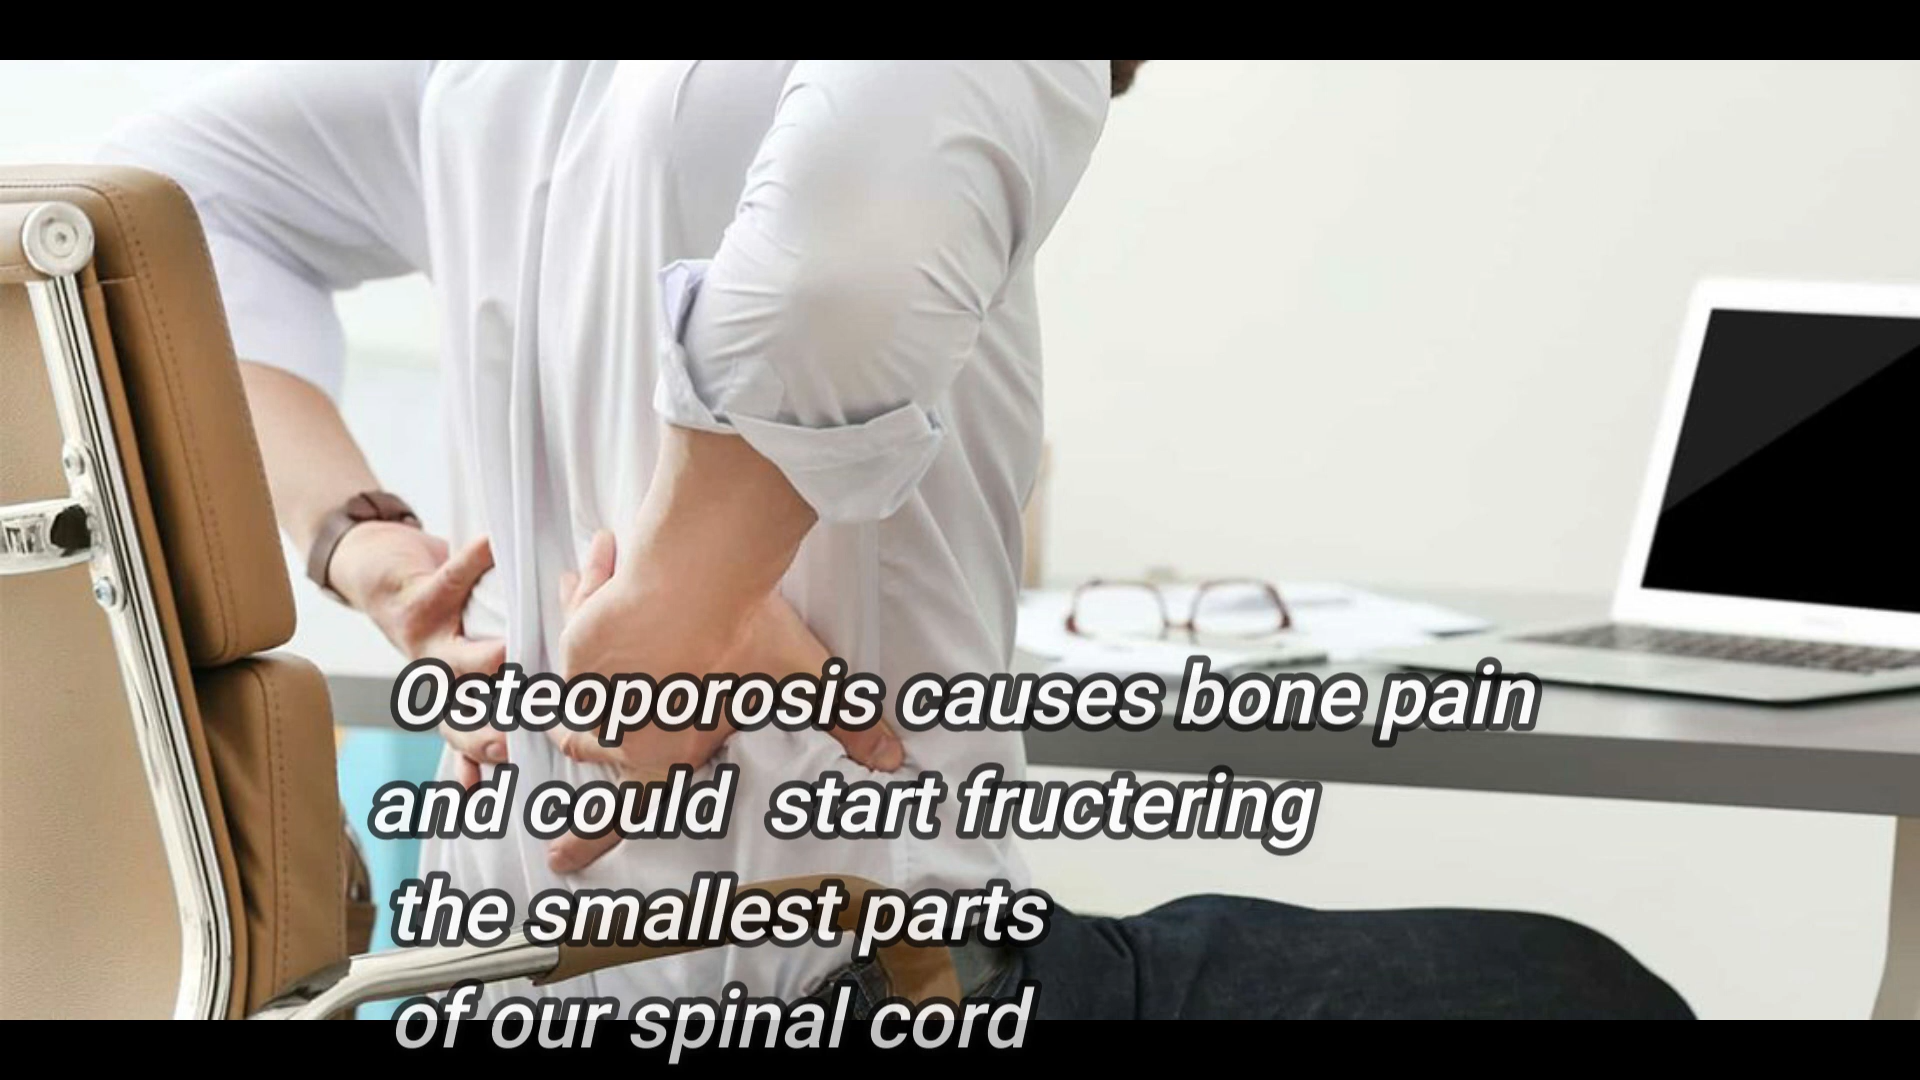 Osteoporosis causes bone pain
and could start fructering
the smallest parts
of our spinal cord